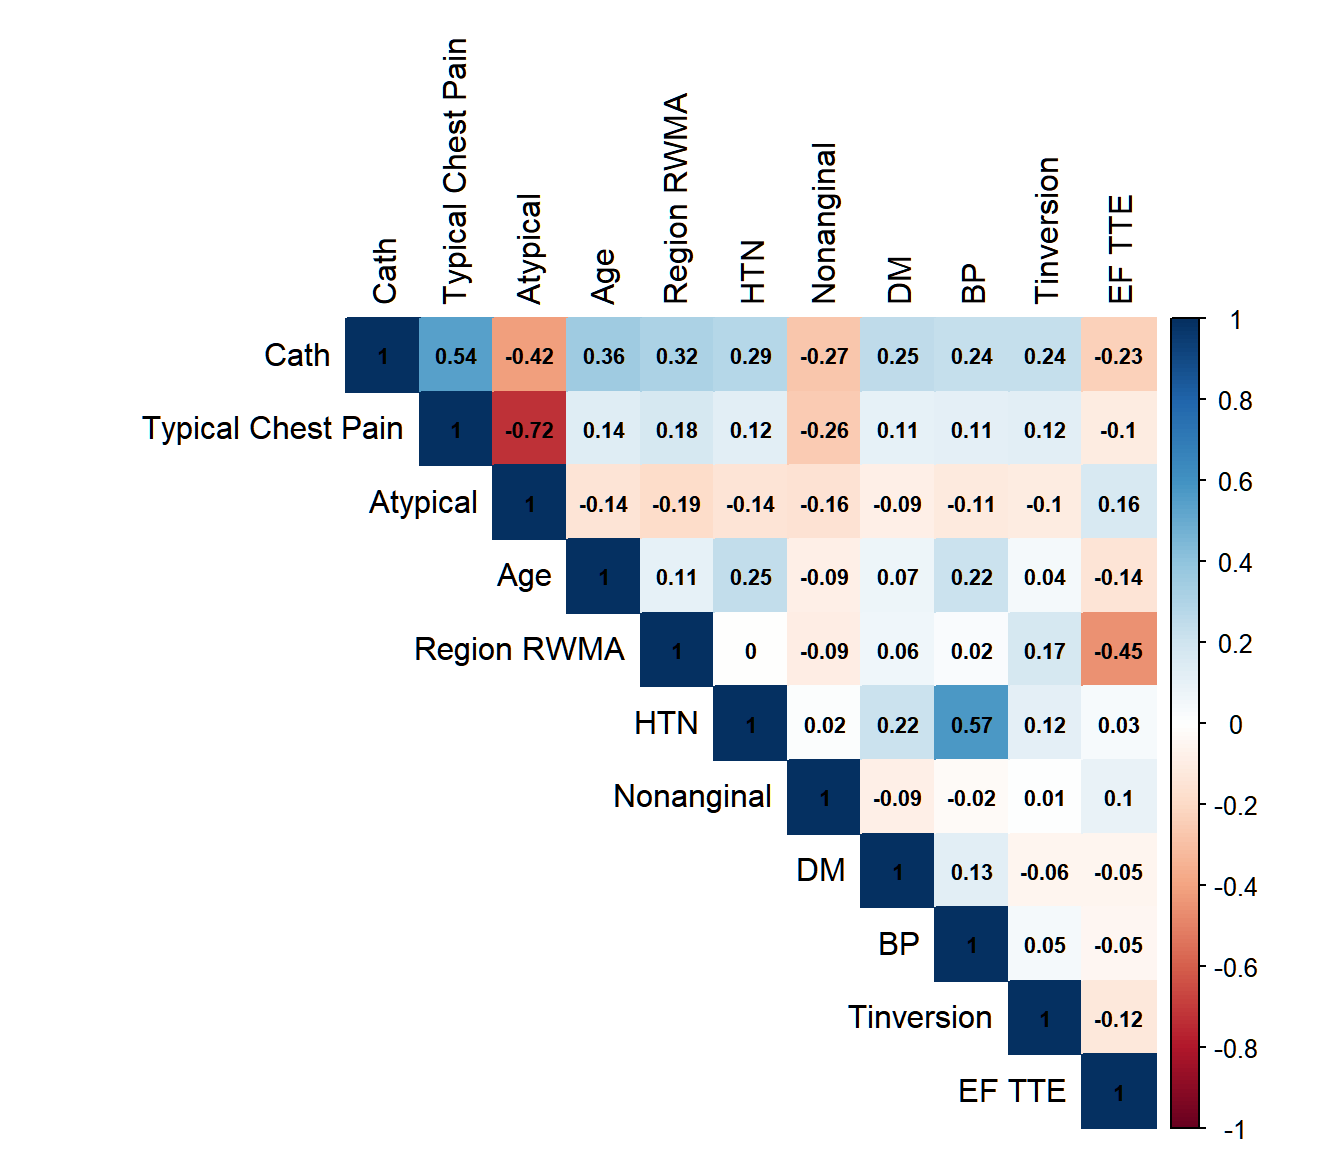 Cath Typical Chest Pain Atypical Age Region RWMA HTN Nonanginal DM BP Tinversion EF TTE
Cath 1 0.54 -0.42 0.36 0.32 0.29 -0.27 0.25 0.24 0.24 -0.23
Typical Chest Pain 1 -0.72 0.14 0.18 0.12 -0.26 0.11 0.11 0.12 -0.1
Atypical 1 -0.14 -0.19 -0.14 -0.16 -0.09 -0.11 -0.1 0.16
Age 1 0.11 0.25 -0.09 0.07 0.22 0.04 -0.14
Region RWMA 1 0 -0.09 0.06 0.02 0.17 -0.45
HTN 1 0.02 0.22 0.57 0.12 0.03
Nonanginal 1 -0.09 -0.02 0.01 0.1
DM 1 0.13 -0.06 -0.05
BP 1 0.05 -0.05
Tinversion 1 -0.12
EF TTE 1
1
0.8
0.6
0.4
0.2
0
-0.2
-0.4
-0.6
-0.8
-1